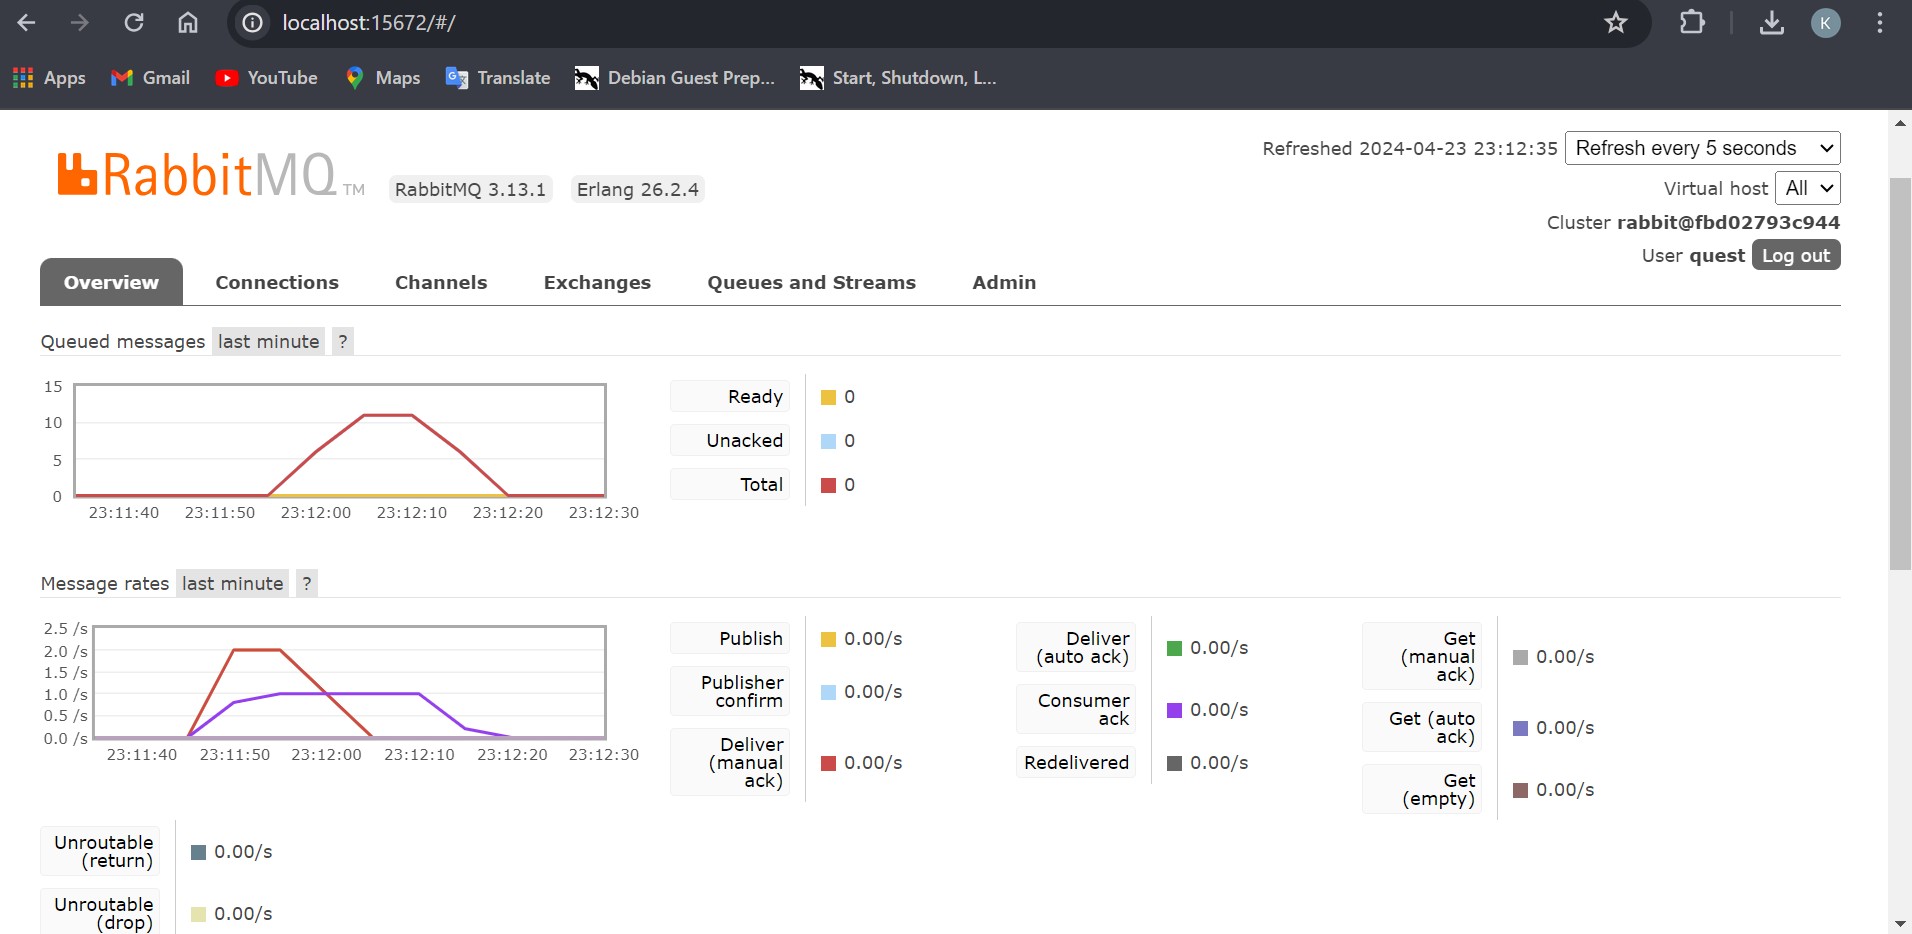 localhost:15672/#/
K
Apps Gmail YouTube Maps Translate Debian Guest Prep... Start, Shutdown, L...
RabbitMQ TM RabbitMQ 3.13.1 Erlang 26.2.4
Refreshed 2024-04-23 23:12:35 Refresh every 5 seconds
Virtual host All
Cluster rabbit@fbd02793c944
User guest Log out
Overview Connections Channels Exchanges Queues and Streams Admin
Queued messages last minute ?
15
10
5
0
23:11:40 23:11:50 23:12:00 23:12:10 23:12:20 23:12:30
Ready 0
Unacked 0
Total 0
Message rates last minute ?
2.5 /s
2.0 /s
1.5 /s
1.0 /s
0.5 /s
0.0 /s
23:11:40 23:11:50 23:12:00 23:12:10 23:12:20 23:12:30
Publish 0.00/s
Publisher
confirm 0.00/s
Deliver
(manual
ack) 0.00/s
Deliver
(auto ack) 0.00/s
Consumer
ack 0.00/s
Redelivered 0.00/s
Get
(manual
ack) 0.00/s
Get (auto
ack) 0.00/s
Get
(empty) 0.00/s
Unroutable
(return) 0.00/s
Unroutable
(drop) 0.00/s